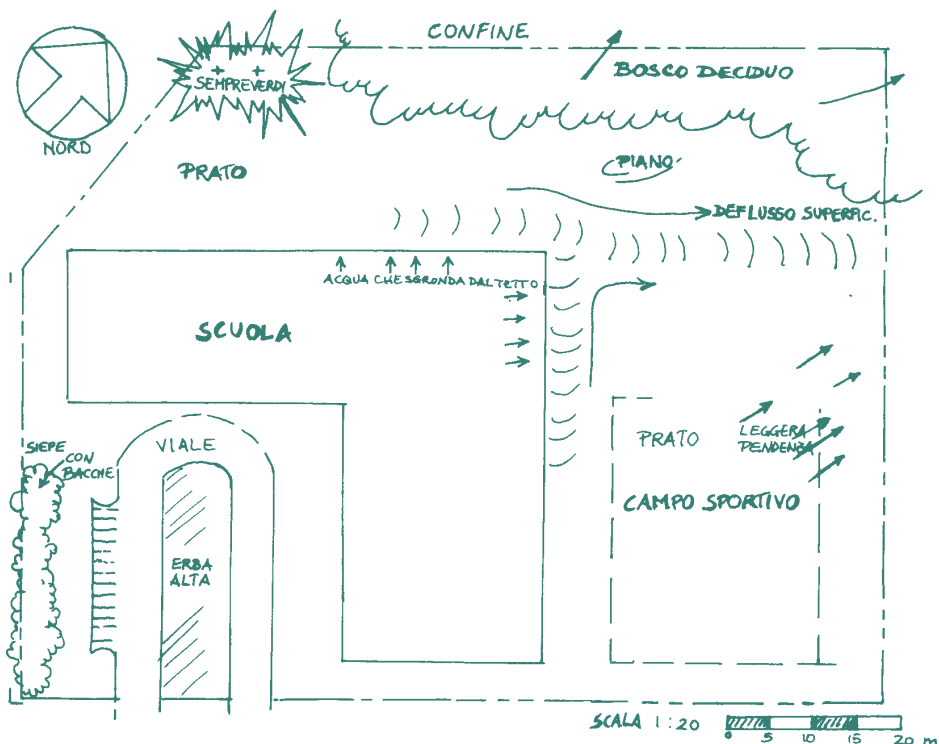 CONFINE
BOSCO DECIDUO
SEMPREVERDI
NORD
PRATO
PIANO
DEFLUSSO SUPERFIC.
ACQUA CHE SGRONDA DAL TETTO
SCUOLA
SIEPE
CON
BACCHE
VIALE
ERBA
ALTA
PRATO
LEGGERA
PENDENZA
CAMPO SPORTIVO
SCALA 1:20
0 5 10 15 20 m